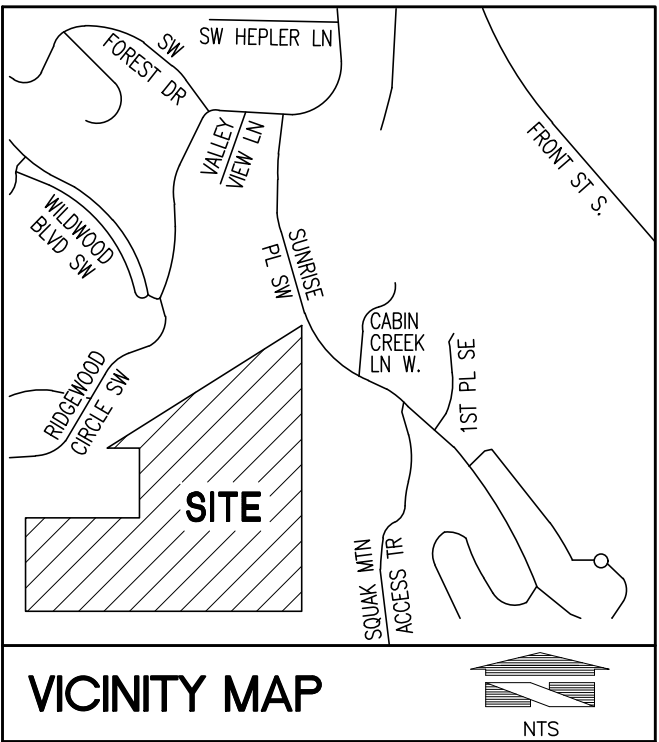 SW HEPLER LN
SW
FOREST DR
VALLEY
VIEW LN
FRONT ST S.
WILDWOOD
BLVD SW
SUNRISE
PL SW
CABIN
CREEK
LN W.
1ST PL SE
RIDGEWOOD
CIRCLE SW
SITE
SQUAK MTN
ACCESS TR
VICINITY MAP
NTS